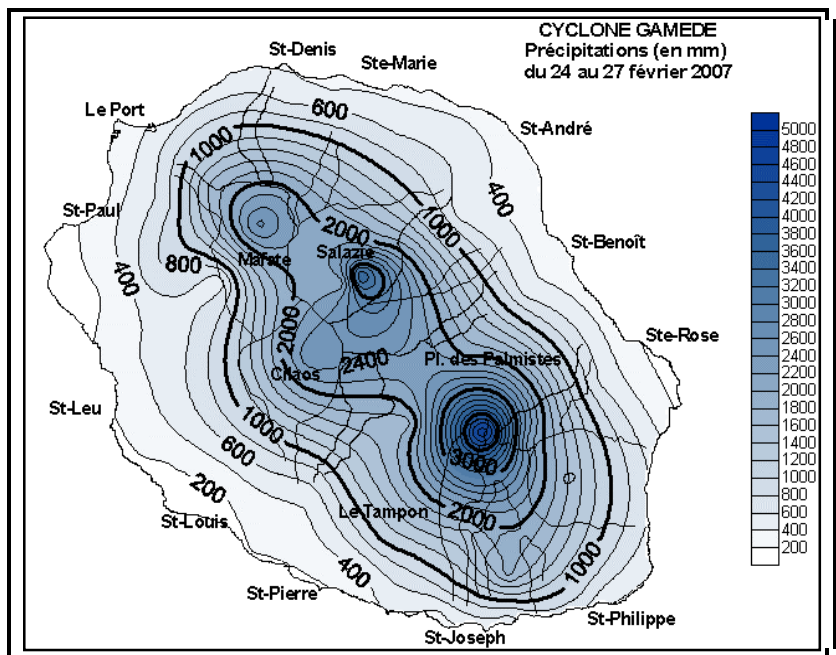 CYCLONE GAMEDE
Précipitations (en mm)
du 24 au 27 février 2007
St-Denis
Ste-Marie
Le Port
600
St-André
1000
St-Paul
400
2000
1000
St-Benoît
Mafate
Salazie
800
400
2000
Ste-Rose
2400
Pl. des Palmistes
Cilaos
St-Leu
1000
600
3000
200
Le Tampon
2000
St-Louis
1000
400
St-Pierre
St-Philippe
St-Joseph
5000
4800
4600
4400
4200
4000
3800
3600
3400
3200
3000
2800
2600
2400
2200
2000
1800
1600
1400
1200
1000
800
600
400
200